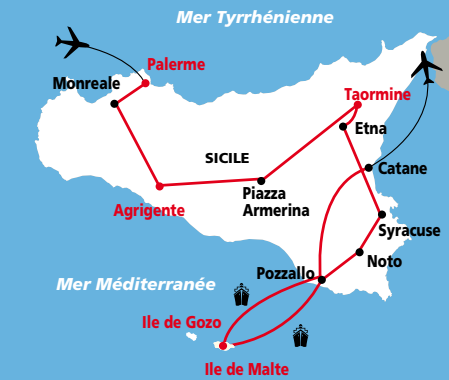 Mer Tyrrhénienne
Palerme
Monreale
Taormine
Etna
SICILE
Catane
Piazza
Armerina
Agrigente
Syracuse
Noto
Pozzallo
Mer Méditerranée
Ile de Gozo
Ile de Malte